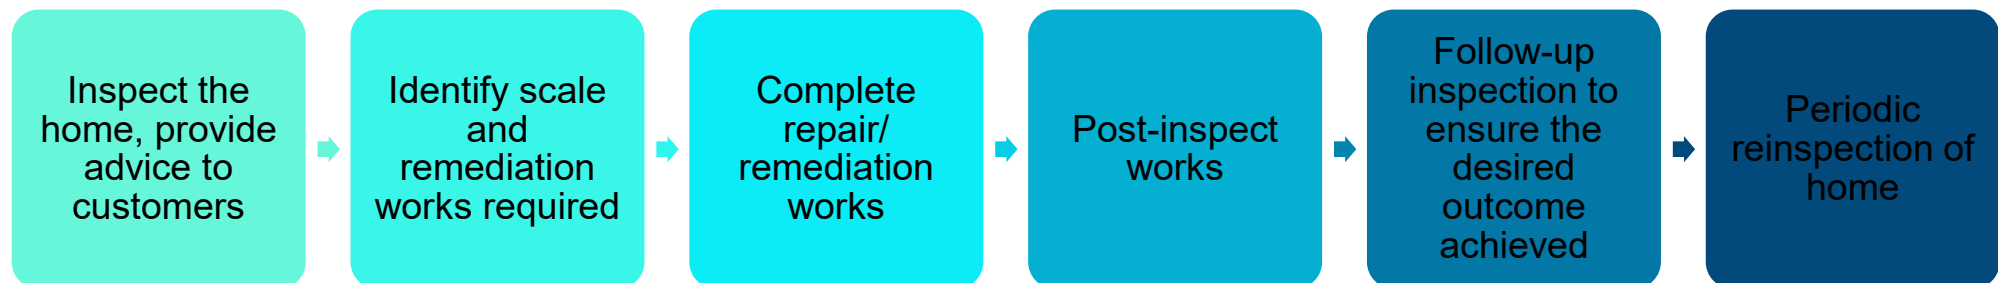 Inspect the
home, provide
advice to
customers
Identify scale
and
remediation
works required
Complete
repair/
remediation
works
Post-inspect
works
Follow-up
inspection to
ensure the
desired
outcome
achieved
Periodic
reinspection of
home